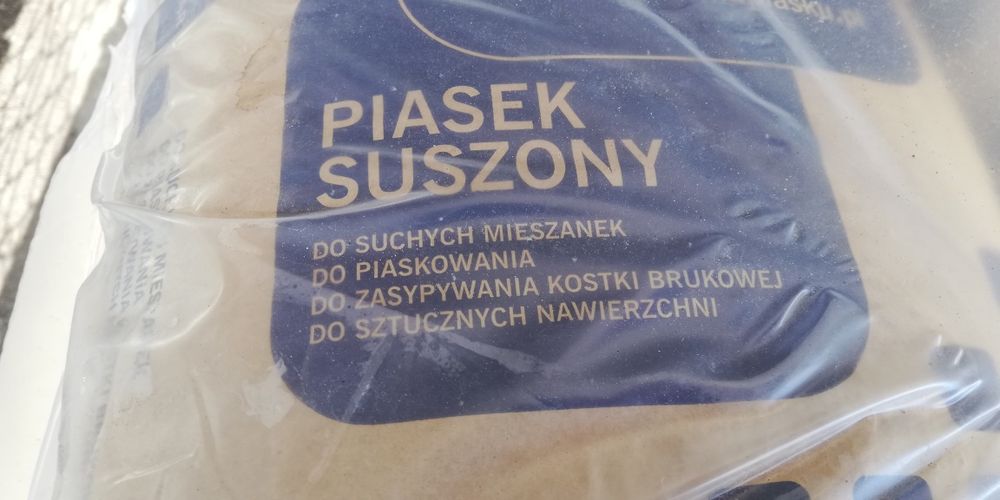 PIASEK
SUSZONY
DO SUCHYCH MIESZANEK
DO PIASKOWANIA
DO ZASYPYWANIA KOSTKI BRUKOWEJ
DO SZTUCZNYCH NAWIERZCHNI